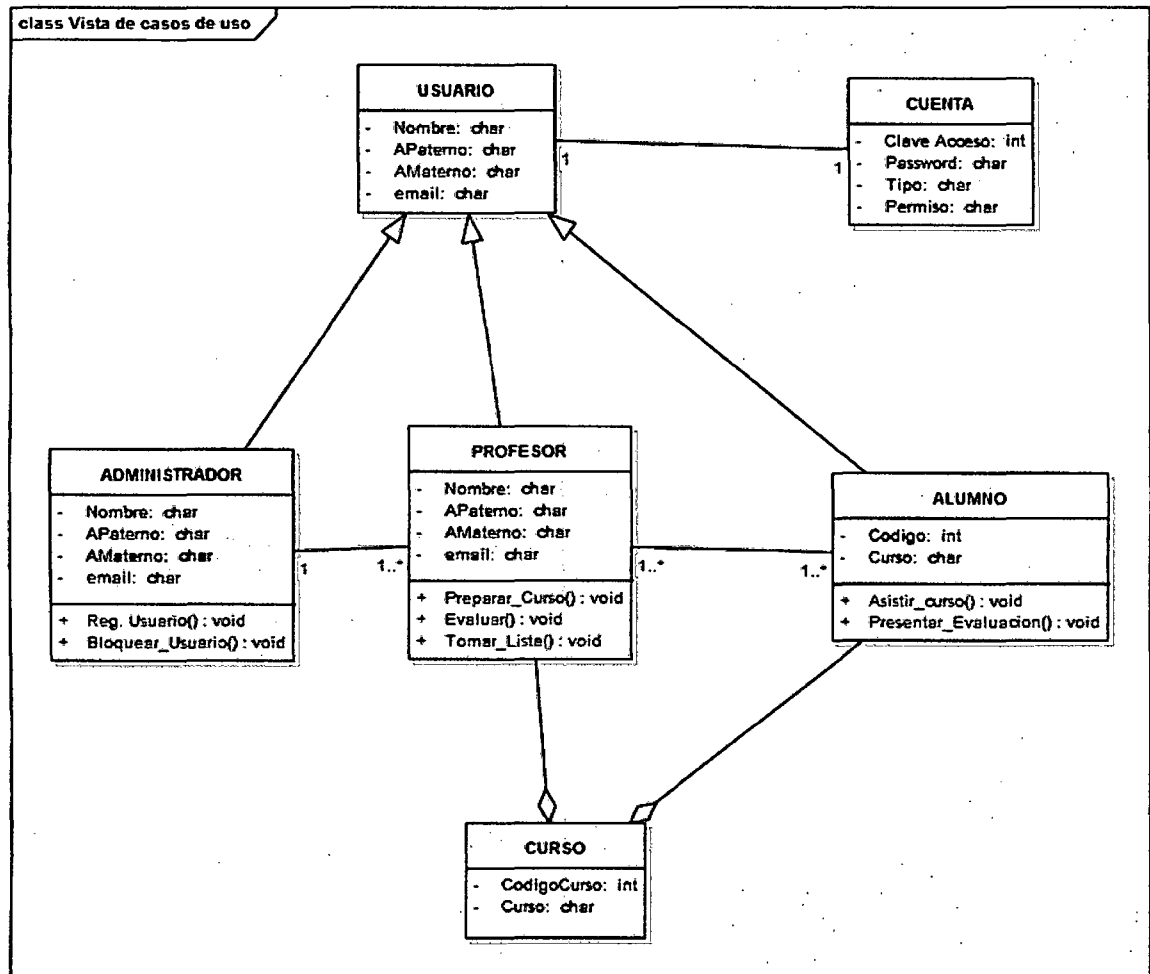 class Vista de casos de uso
USUARIO
- Nombre: char
- APaterno: char
- AMaterno: char
- email: char
CUENTA
- Clave Acceso: int
- Password: char
- Tipo: char
- Permiso: char
1
1
ADMINISTRADOR
- Nombre: char
- APaterno: char
- AMaterno: char
- email: char
+ Reg. Usuario() : void
+ Bloquear_Usuario() : void
1
1..*
PROFESOR
- Nombre: char
- APaterno: char
- AMaterno: char
- email: char
+ Preparar_Curso() : void
+ Evaluar() : void
+ Tomar_Lista() : void
1..*
1..*
ALUMNO
- Codigo: int
- Curso: char
+ Asistir_curso() : void
+ Presentar_Evaluacion() : void
CURSO
- CodigoCurso: int
- Curso: char